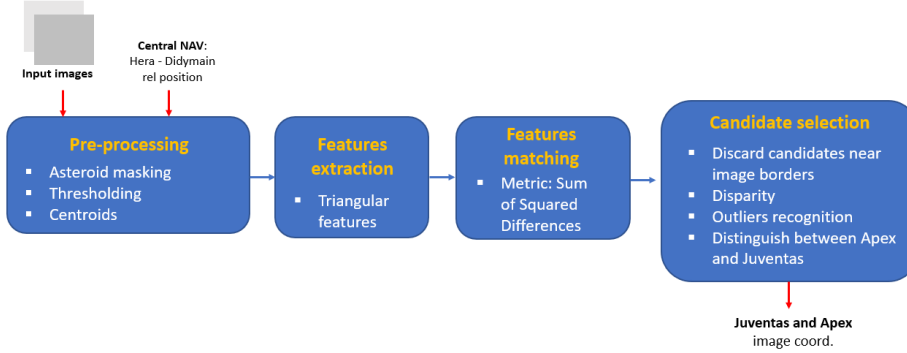 Input images
Central NAV:
Hera - Didymain
rel position
Pre-processing
▪ Asteroid masking
▪ Thresholding
▪ Centroids
Features
extraction
▪ Triangular
features
Features
matching
▪ Metric: Sum
of Squared
Differences
Candidate selection
▪ Discard candidates near
image borders
▪ Disparity
▪ Outliers recognition
▪ Distinguish between Apex
and Juventas
Juventas and Apex
image coord.